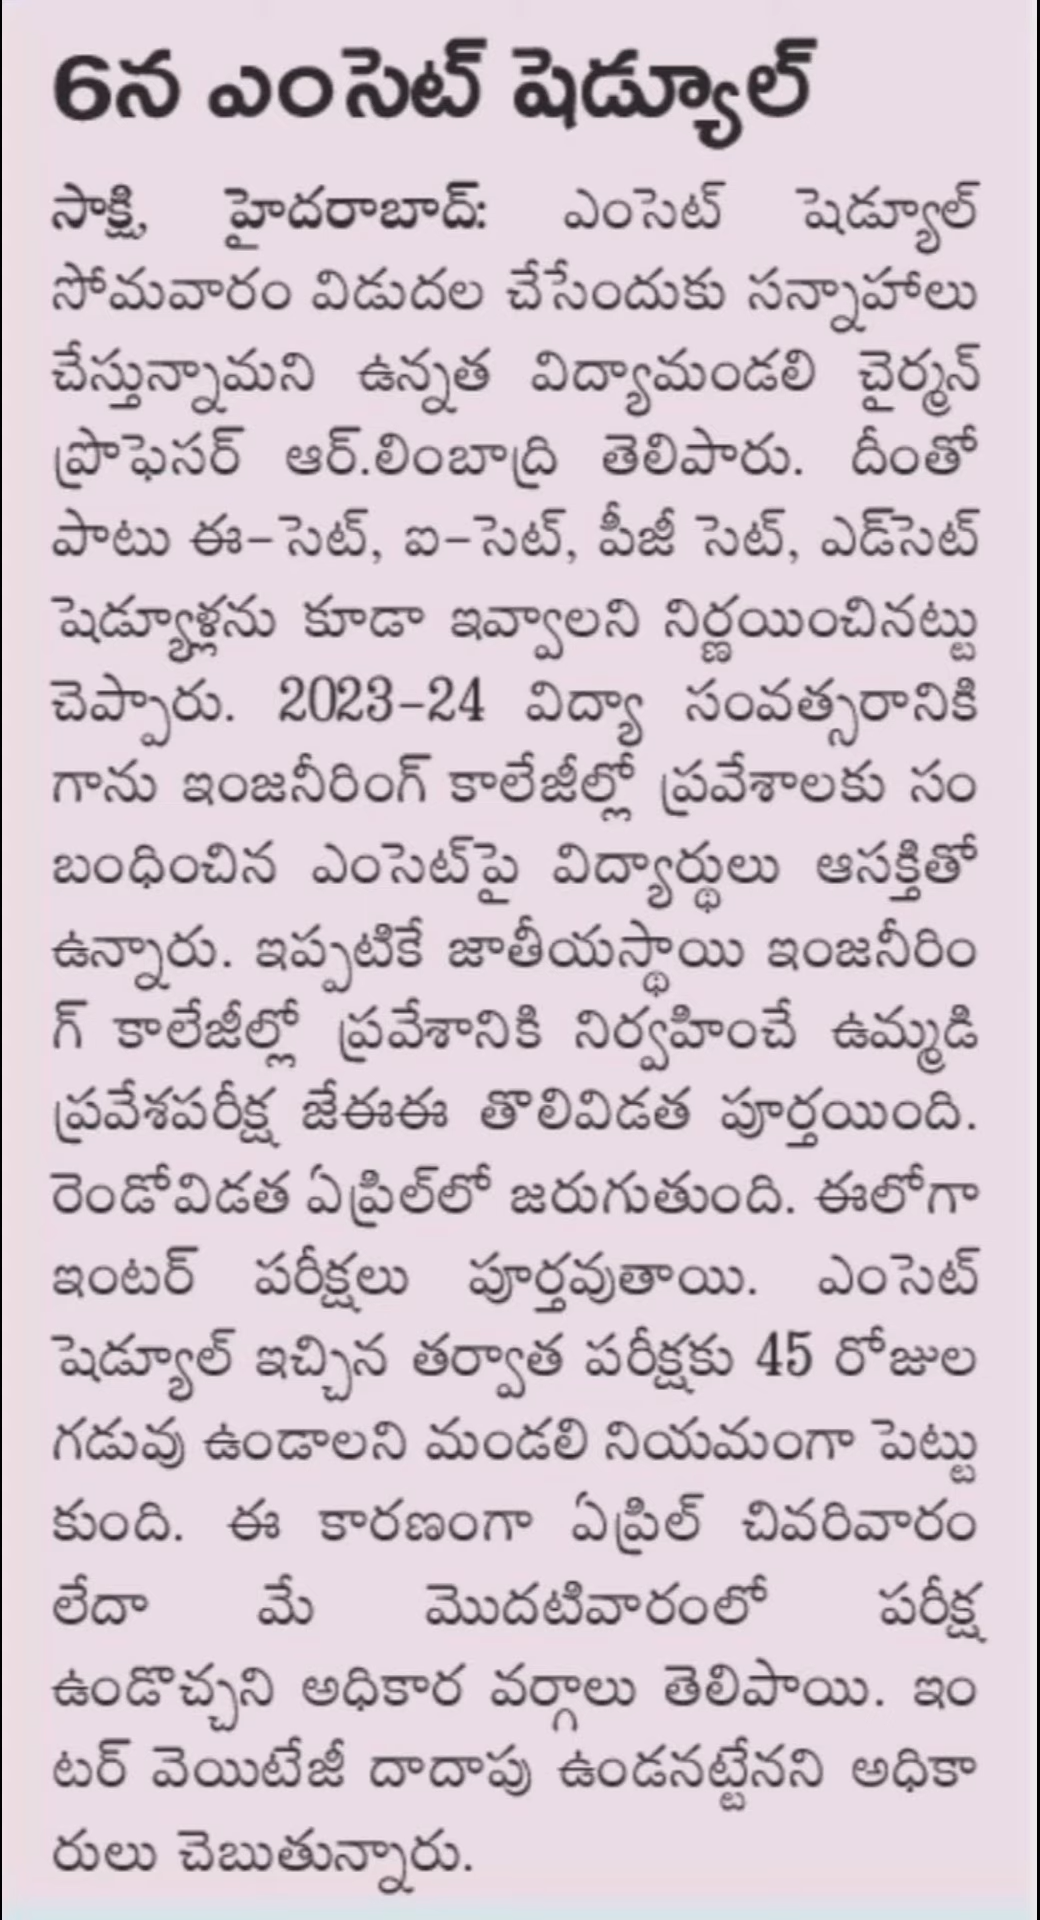 6న ఎంసెట్ షెడ్యూల్
సాక్షి, హైదరాబాద్: ఎంసెట్ షెడ్యూల్
సోమవారం విడుదల చేసేందుకు సన్నాహాలు
చేస్తున్నామని ఉన్నత విద్యామండలి చైర్మన్
ప్రొఫెసర్ ఆర్.లింబాద్రి తెలిపారు. దీంతో
పాటు ఈ-సెట్, ఐ-సెట్, పీజీ సెట్, ఎడ్‌సెట్
షెడ్యూళ్లను కూడా ఇవ్వాలని నిర్ణయించినట్టు
చెప్పారు. 2023-24 విద్యా సంవత్సరానికి
గాను ఇంజనీరింగ్ కాలేజీల్లో ప్రవేశాలకు సం
బంధించిన ఎంసెట్‌పై విద్యార్థులు ఆసక్తితో
ఉన్నారు. ఇప్పటికే జాతీయస్థాయి ఇంజనీరిం
గ్ కాలేజీల్లో ప్రవేశానికి నిర్వహించే ఉమ్మడి
ప్రవేశపరీక్ష జేఈఈ తొలివిడత పూర్తయింది.
రెండోవిడత ఏప్రిల్‌లో జరుగుతుంది. ఈలోగా
ఇంటర్ పరీక్షలు పూర్తవుతాయి. ఎంసెట్
షెడ్యూల్ ఇచ్చిన తర్వాత పరీక్షకు 45 రోజుల
గడువు ఉండాలని మండలి నియమంగా పెట్టు
కుంది. ఈ కారణంగా ఏప్రిల్ చివరివారం
లేదా మే మొదటివారంలో పరీక్ష
ఉండొచ్చని అధికార వర్గాలు తెలిపాయి. ఇం
టర్ వెయిటేజీ దాదాపు ఉండనట్టేనని అధికా
రులు చెబుతున్నారు.